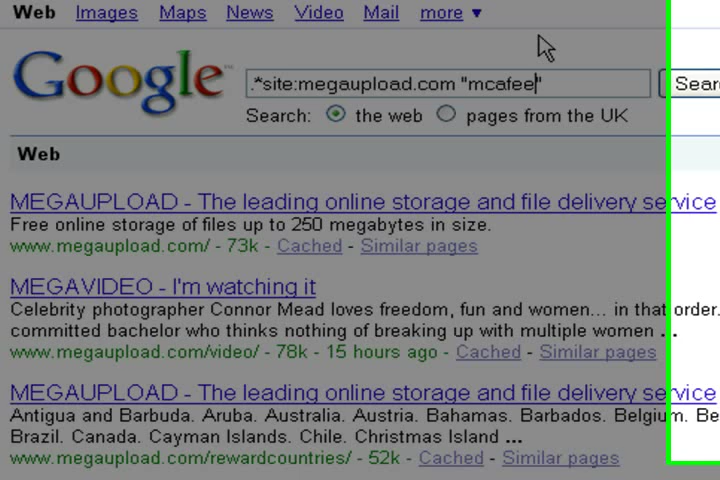 Web Images Maps News Video Mail more ▼
Google™
.*site:megaupload.com "mcafee" Sear
Search: the web pages from the UK
Web
MEGAUPLOAD - The leading online storage and file delivery service
Free online storage of files up to 250 megabytes in size.
www.megaupload.com/ - 73k - Cached - Similar pages
MEGAVIDEO - I'm watching it
Celebrity photographer Connor Mead loves freedom, fun and women... in that order.
committed bachelor who thinks nothing of breaking up with multiple women ...
www.megaupload.com/video/ - 78k - 15 hours ago - Cached - Similar pages
MEGAUPLOAD - The leading online storage and file delivery service
Antigua and Barbuda. Aruba. Australia. Austria. Bahamas. Barbados. Belgium. Be
Brazil. Canada. Cayman Islands. Chile. Christmas Island ...
www.megaupload.com/rewardcountries/ - 52k - Cached - Similar pages